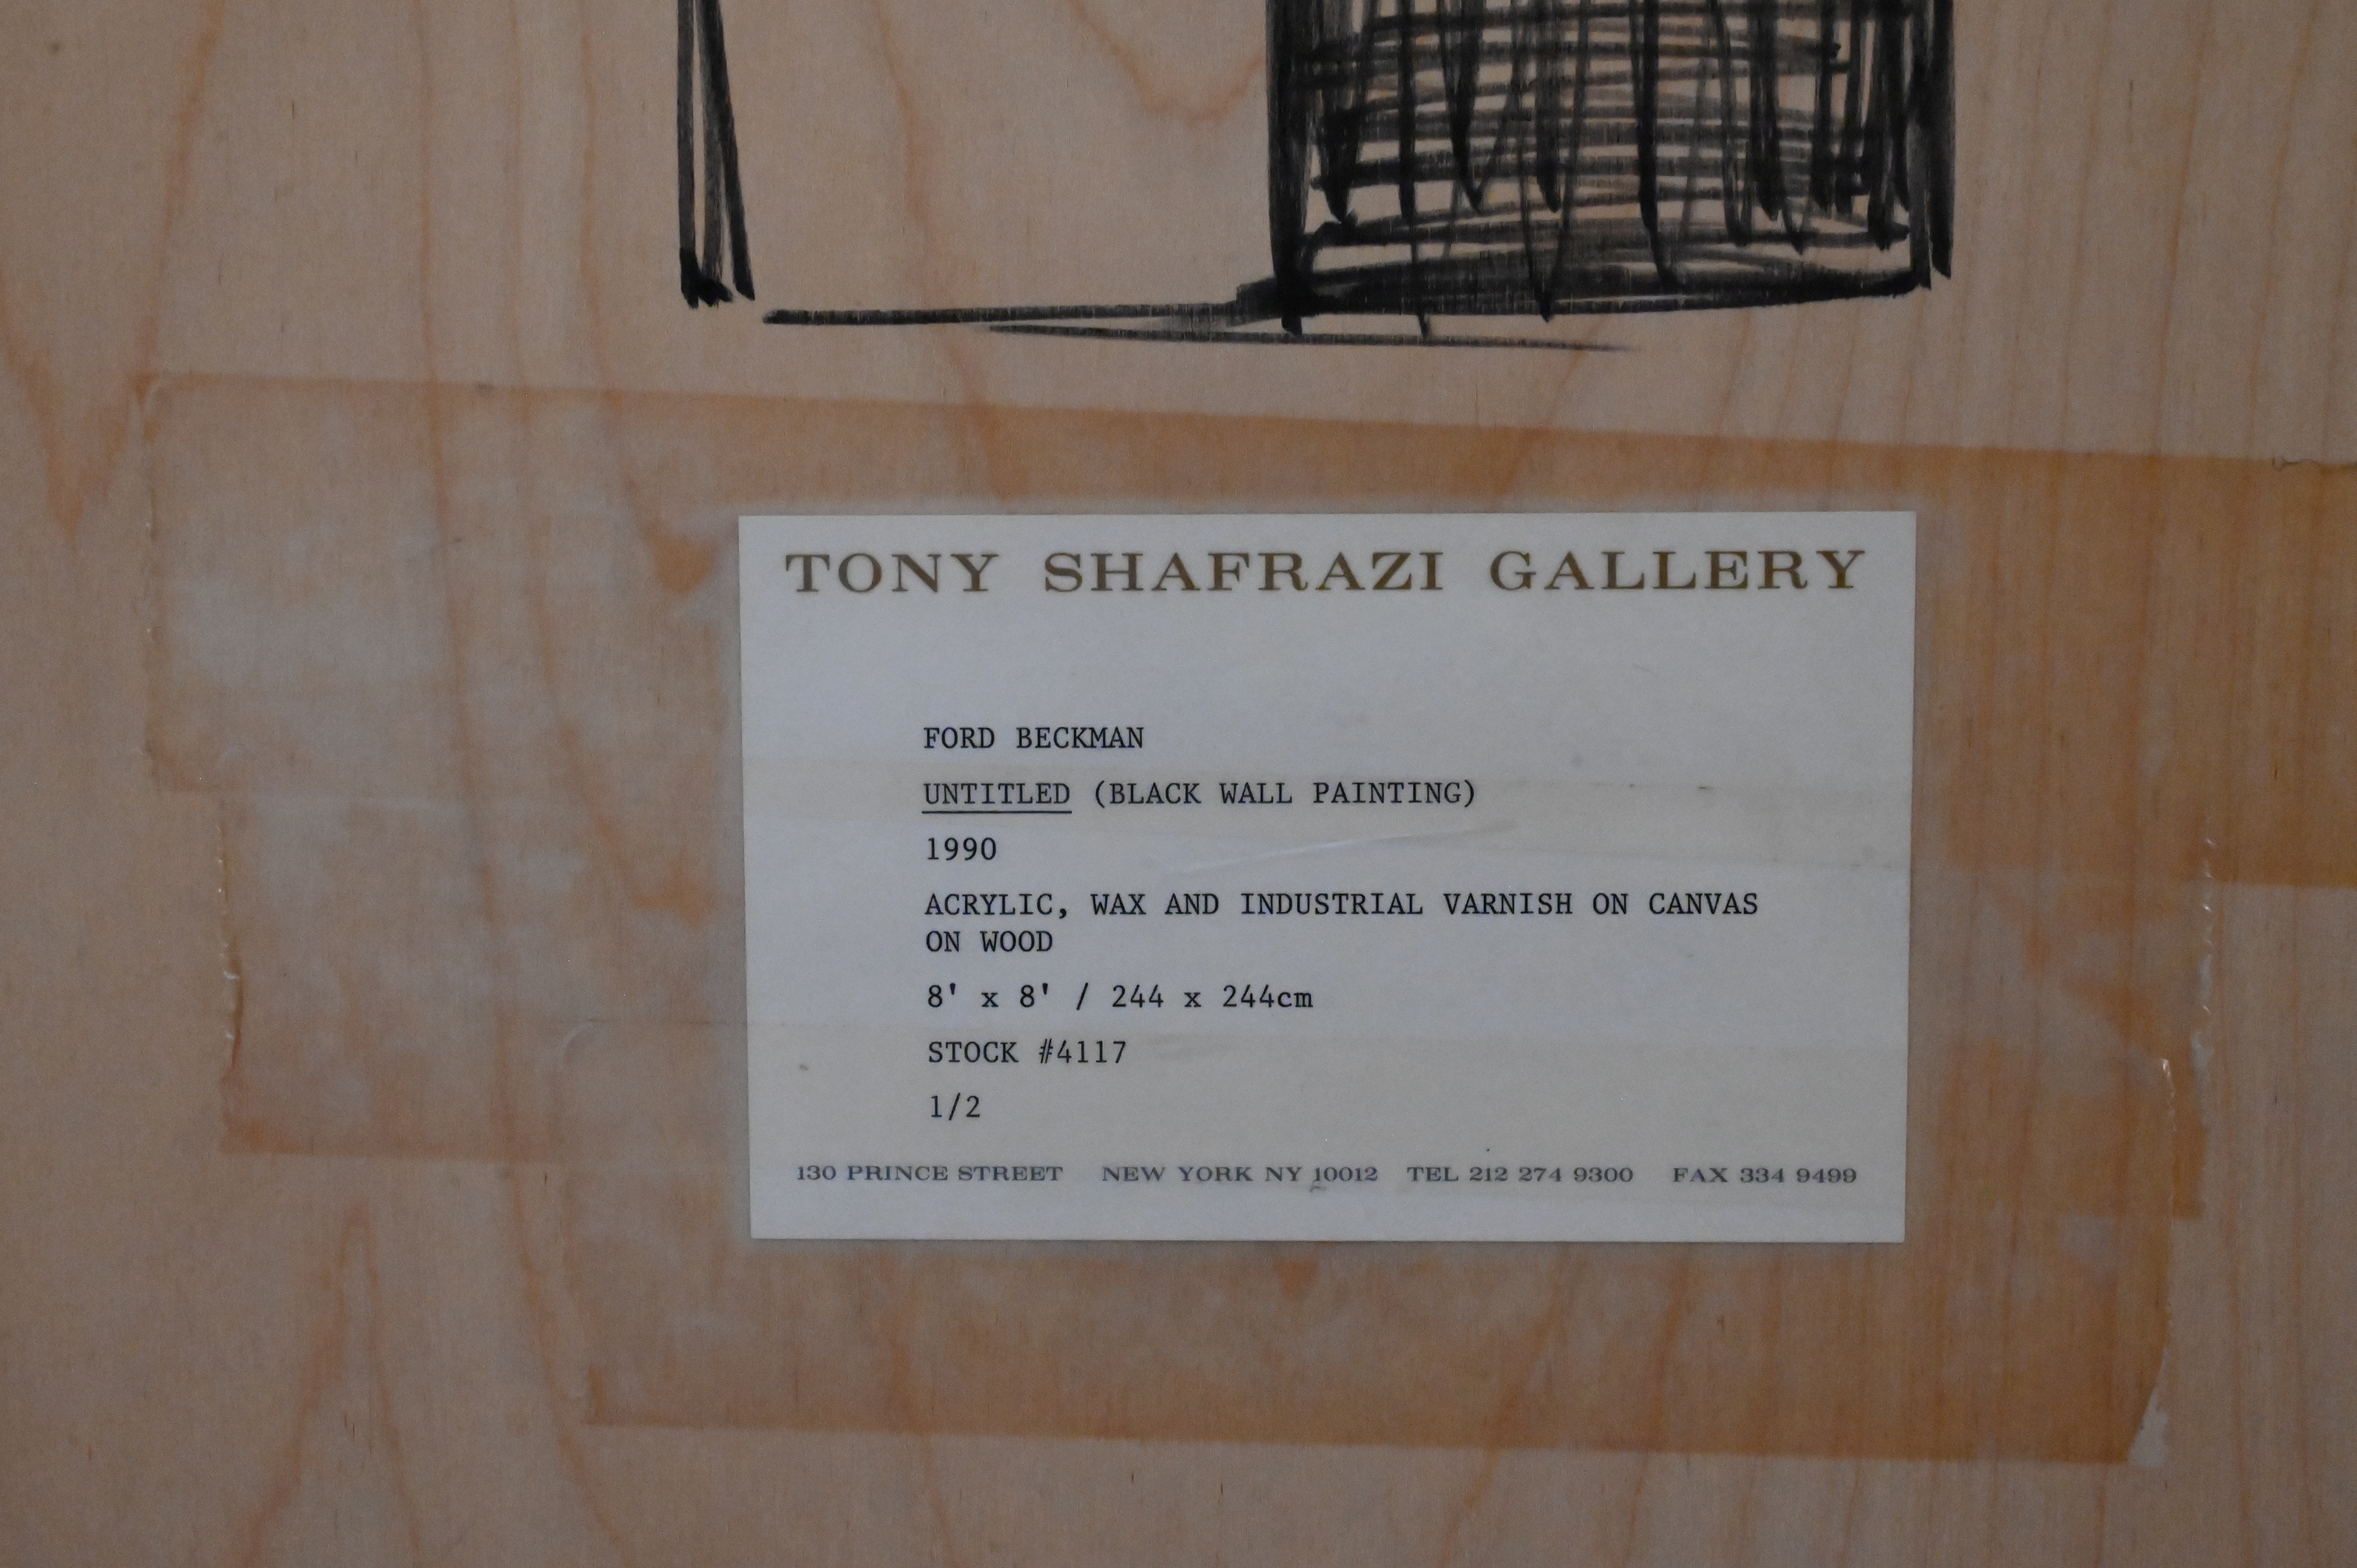 TONY SHAFRAZI GALLERY
FORD BECKMAN
UNTITLED (BLACK WALL PAINTING)
1990
ACRYLIC, WAX AND INDUSTRIAL VARNISH ON CANVAS
ON WOOD
8' x 8' / 244 x 244cm
STOCK #4117
1/2
130 PRINCE STREET NEW YORK NY 10012 TEL 212 274 9300 FAX 334 9499